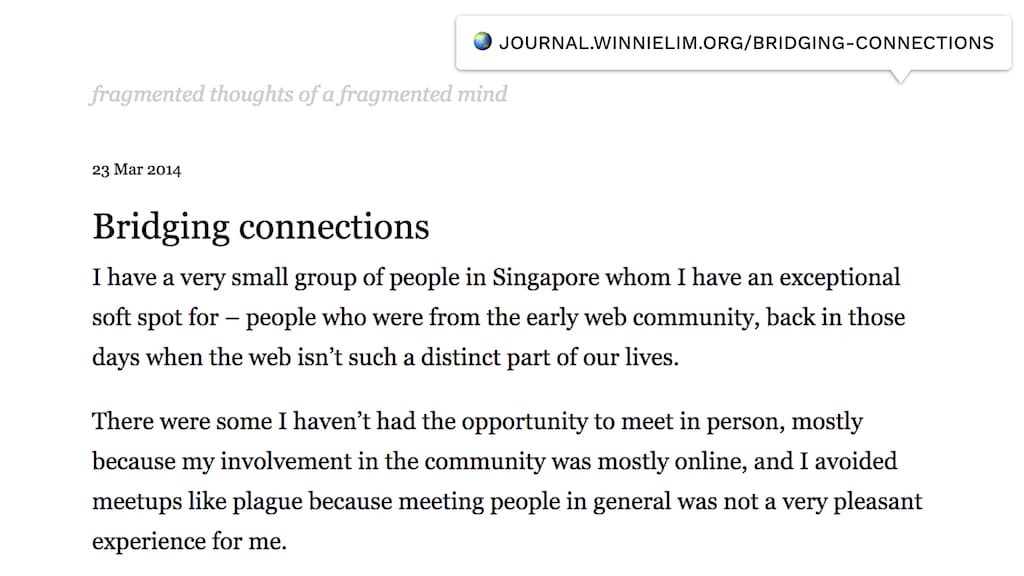 JOURNAL.WINNIELIM.ORG/BRIDGING-CONNECTIONS
fragmented thoughts of a fragmented mind
23 Mar 2014
Bridging connections
I have a very small group of people in Singapore whom I have an exceptional
soft spot for – people who were from the early web community, back in those
days when the web isn’t such a distinct part of our lives.
There were some I haven’t had the opportunity to meet in person, mostly
because my involvement in the community was mostly online, and I avoided
meetups like plague because meeting people in general was not a very pleasant
experience for me.